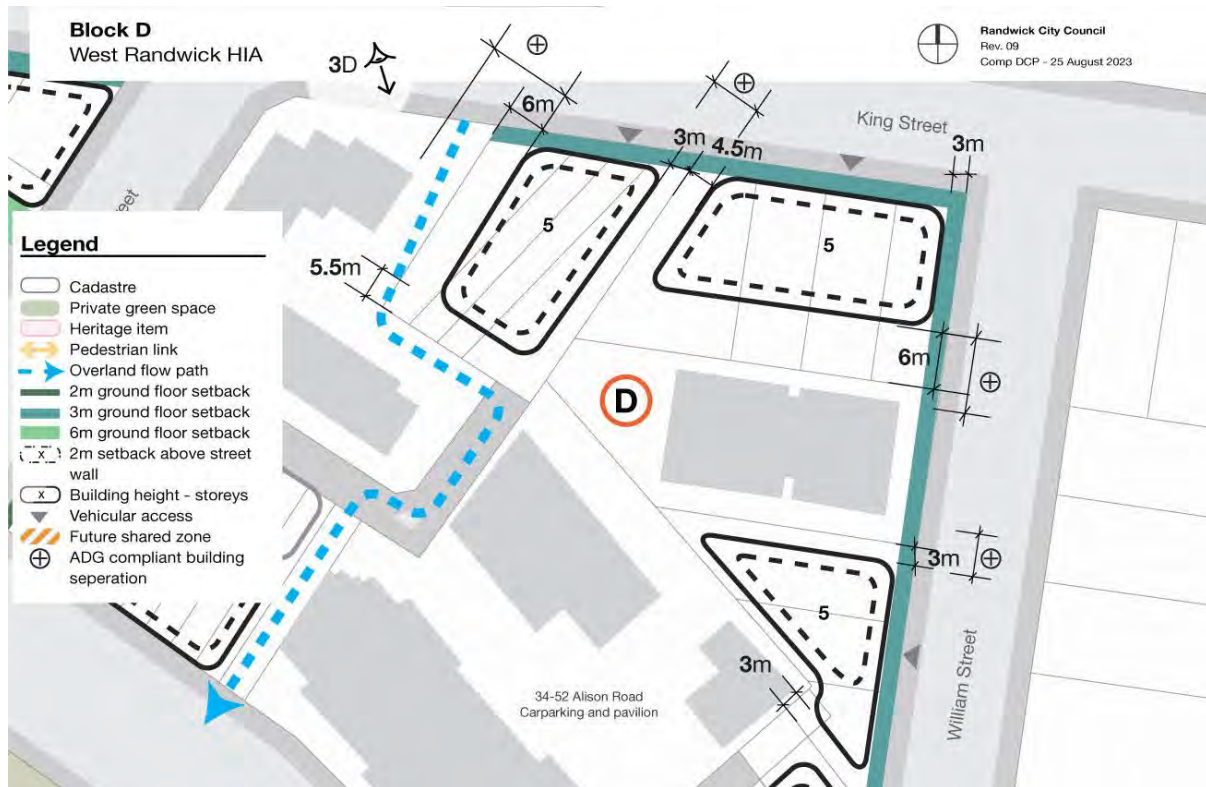 Block D
West Randwick HIA
Randwick City Council
Rev. 09
Comp DCP - 25 August 2023
3D
6m
3m
4.5m
King Street
3m
5
5
5.5m
6m
D
3m
5
3m
William Street
34-52 Alison Road
Carparking and pavilion
reet
Legend
Cadastre
Private green space
Heritage item
Pedestrian link
Overland flow path
2m ground floor setback
3m ground floor setback
6m ground floor setback
x
2m setback above street
wall
x
Building height - storeys
Vehicular access
Future shared zone
ADG compliant building
seperation